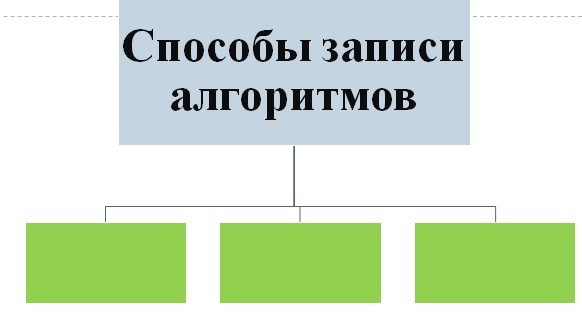 Способы записи
алгоритмов